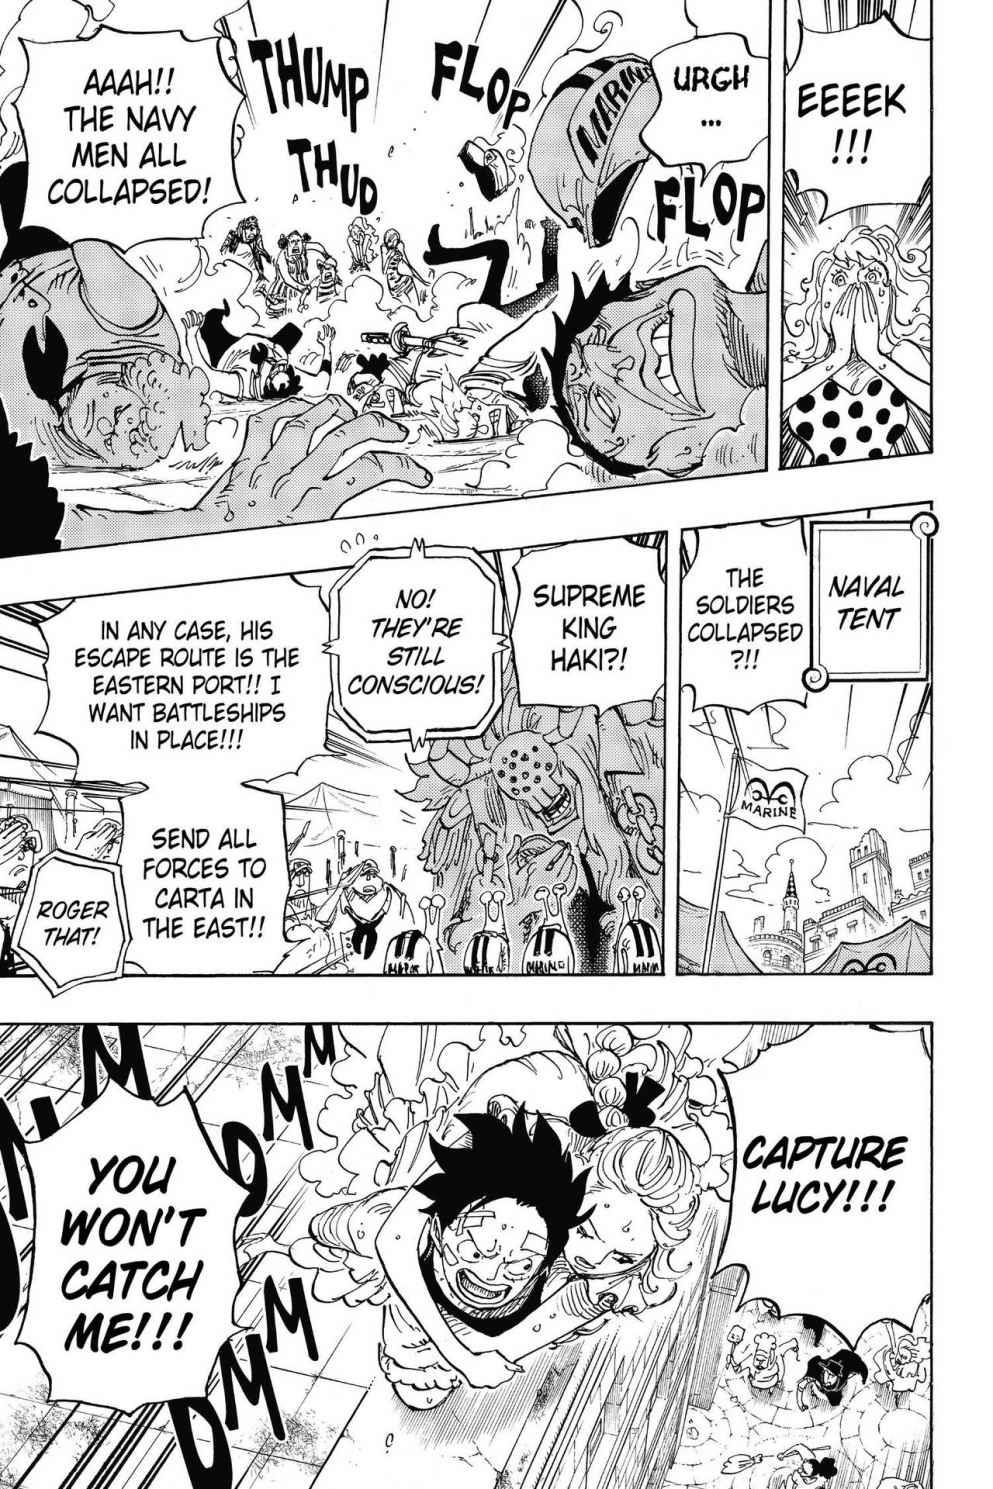 EEEEK
!!!
URGH
...
MARINE
FLOP
FLOP
THUMP
THUD
AAAH!!
THE NAVY
MEN ALL
COLLAPSED!
NAVAL
TENT
THE
SOLDIERS
COLLAPSED
?!!
MARINE
SUPREME
KING
HAKI?!
NO!
THEY'RE
STILL
CONSCIOUS!
IN ANY CASE, HIS
ESCAPE ROUTE IS THE
EASTERN PORT!! I
WANT BATTLESHIPS
IN PLACE!!!
SEND ALL
FORCES TO
CARTA IN
THE EAST!!
ROGER
THAT!
CAPTURE
LUCY!!!
YOU
WON'T
CATCH
ME!!!
DMM
DMM